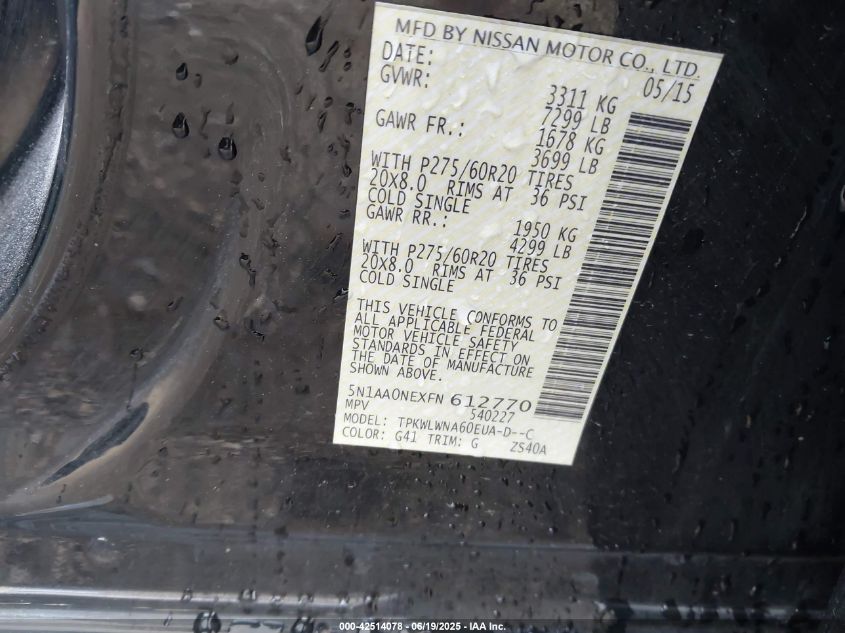 MFD BY NISSAN MOTOR CO., LTD.
DATE: 05/15
GVWR: 3311 KG
7299 LB
GAWR FR.: 1678 KG
3699 LB
WITH P275/60R20 TIRES
20X8.0 RIMS AT 36 PSI
COLD SINGLE
GAWR RR.: 1950 KG
4299 LB
WITH P275/60R20 TIRES
20X8.0 RIMS AT 36 PSI
COLD SINGLE
THIS VEHICLE CONFORMS TO
ALL APPLICABLE FEDERAL
MOTOR VEHICLE SAFETY
STANDARDS IN EFFECT ON
THE DATE OF MANUFACTURE
SHOWN ABOVE.
5N1AA0NEXFN 612770
MPV 540227
MODEL: TPKWLWNA60EUA-D--C
COLOR: G41 TRIM: G ZS40A
000-42514078 - 06/19/2025 - IAA Inc.